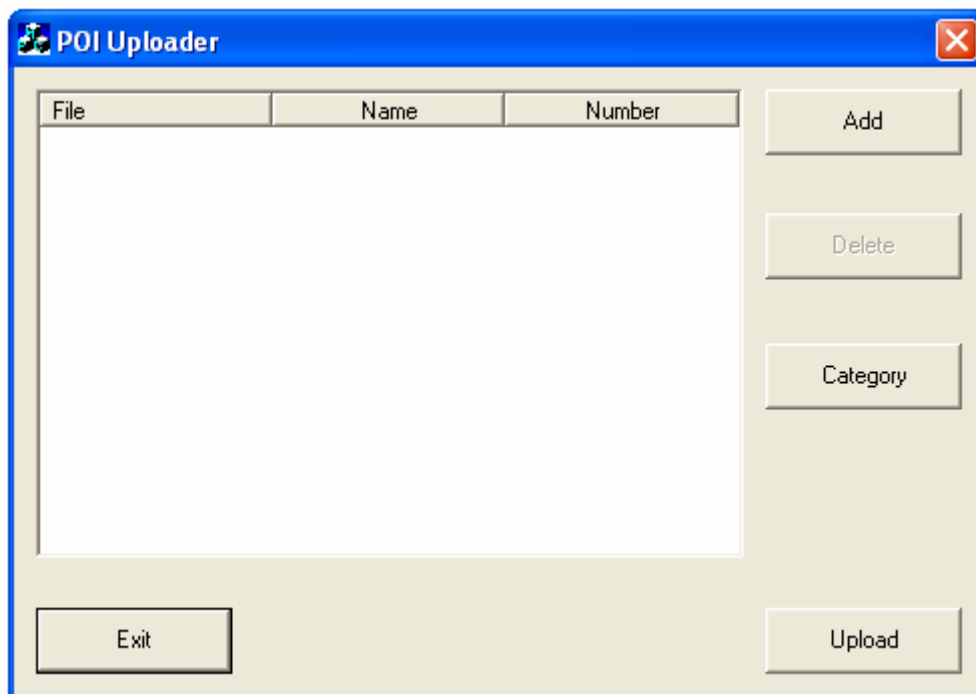 POI Uploader
File Name Number
Add
Delete
Category
Exit Upload